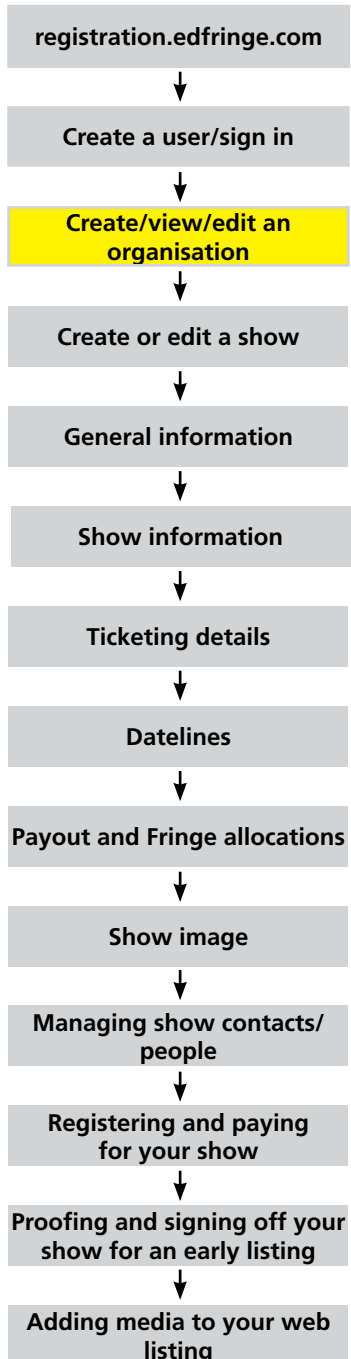 registration.edfringe.com
Create a user/sign in
Create/view/edit an
organisation
Create or edit a show
General information
Show information
Ticketing details
Datelines
Payout and Fringe allocations
Show image
Managing show contacts/
people
Registering and paying
for your show
Proofing and signing off your
show for an early listing
Adding media to your web
listing